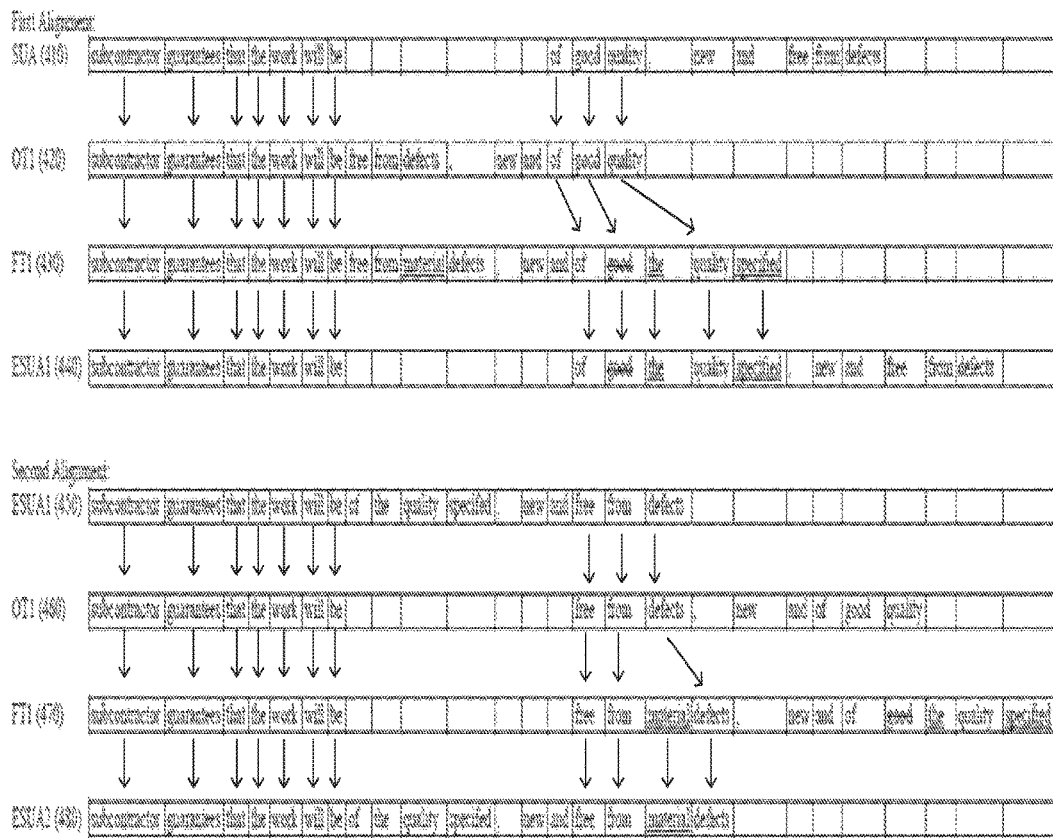 First Alignment:
SUA (410) subcontractor guarantees that the work will be of good quality , new and free from defects
OT1 (420) subcontractor guarantees that the work will be free from defects , new and of good quality
FT1 (430) subcontractor guarantees that the work will be free from material defects , new and of good the quality specified
ESUA1 (440) subcontractor guarantees that the work will be of good the quality specified , new and free from defects
Second Alignment:
ESUA1 (450) subcontractor guarantees that the work will be of the quality specified , new and free from defects
OT1 (460) subcontractor guarantees that the work will be free from defects , new and of good quality
FT1 (470) subcontractor guarantees that the work will be free from material defects , new and of good the quality specified
ESUA2 (480) subcontractor guarantees that the work will be of the quality specified , new and free from material defects